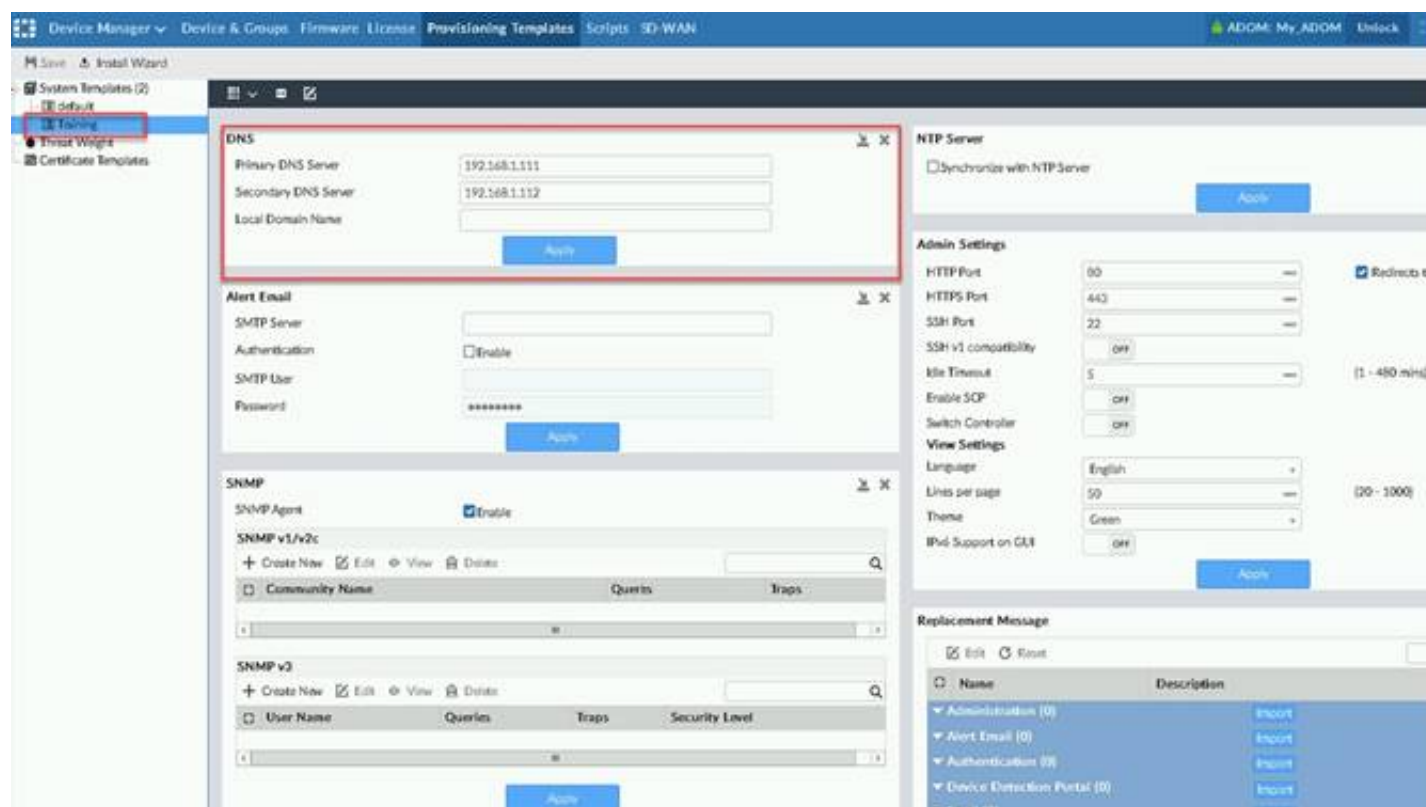 Device Manager Device & Groups Firmware License Provisioning Templates Scripts SD-WAN ADOM: My_ADOM Unlock
Save Install Wizard
System Templates (2)
default
Training
Threat Weight
Certificate Templates
DNS
Primary DNS Server 192.168.1.111
Secondary DNS Server 192.168.1.112
Local Domain Name
Apply
Alert Email
SMTP Server
Authentication Enable
SMTP User
Password ********
Apply
SNMP
SNMP Agent Enable
SNMP v1/v2c
Create New Edit View Delete
Community Name Queries Traps
SNMP v3
Create New Edit View Delete
User Name Queries Traps Security Level
Apply
NTP Server
Synchronize with NTP Server
Apply
Admin Settings
HTTP Port 80 Redirects t
HTTPS Port 443
SSH Port 22
SSH v1 compatibility OFF
Idle Timeout 5 (1 - 480 mins)
Enable SCP OFF
Switch Controller OFF
View Settings
Language English
Lines per page 50 (20 - 1000)
Theme Green
IPv6 Support on GUI OFF
Apply
Replacement Message
Edit Reset
Name Description
Administration (0) Import
Alert Email (0) Import
Authentication (0) Import
Device Detection Portal (0) Import